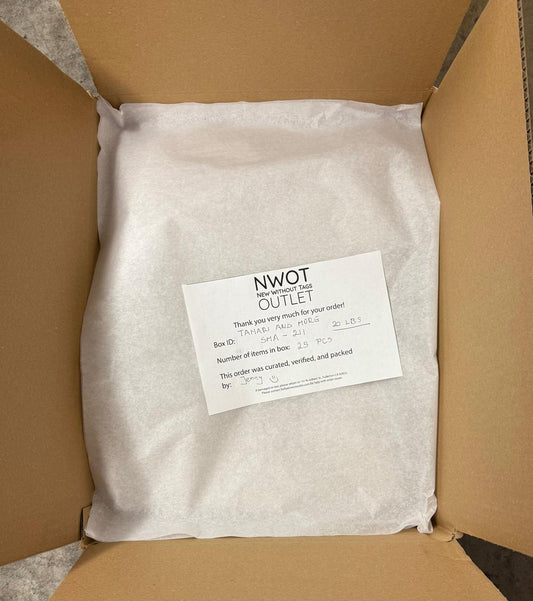 NWOT
NEW WITHOUT TAGS
OUTLET
Thank you very much for your order!
TAHARI AND MORG
Box ID: SMA - 211 20 LBS
Number of items in box: 25 PCS
This order was curated, verified, and packed
by: Jenny